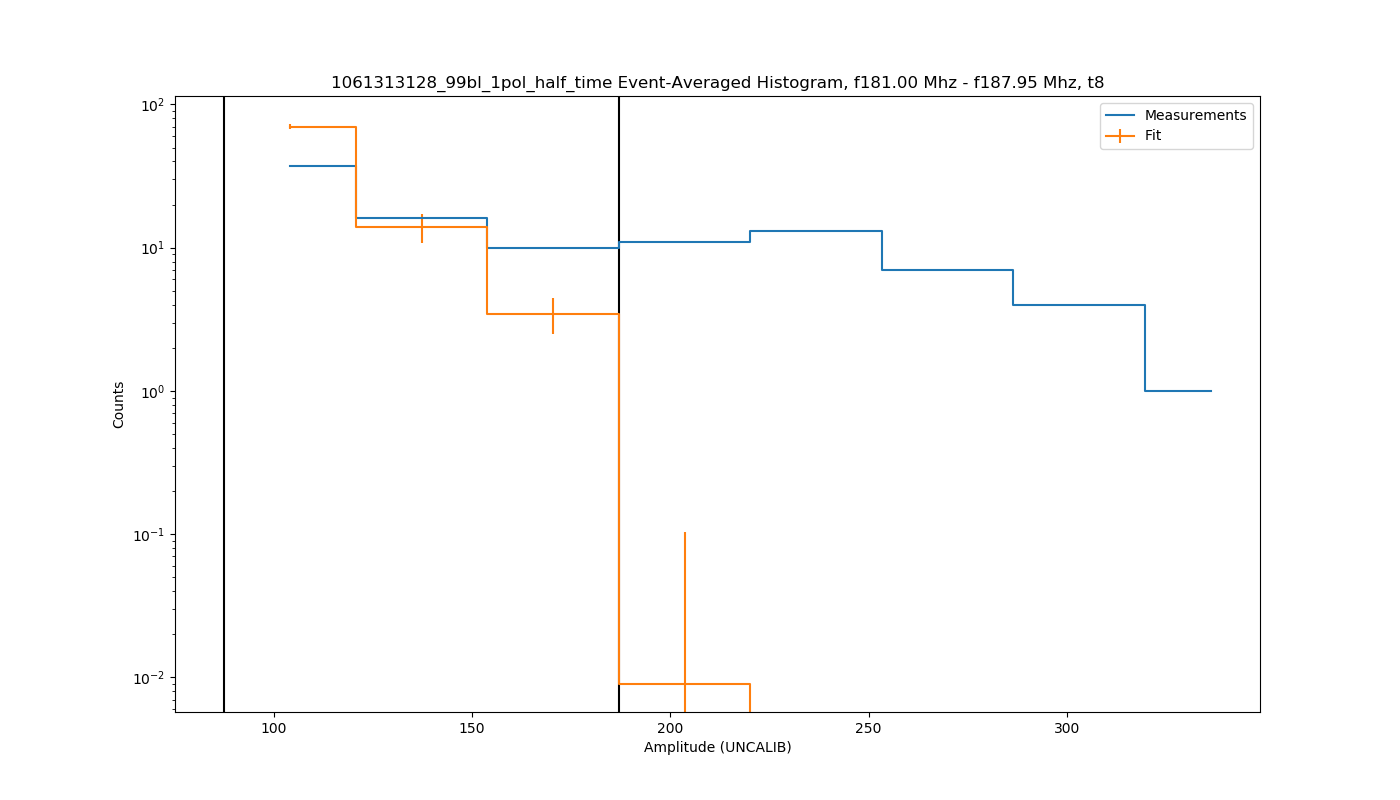 1061313128_99bl_1pol_half_time Event-Averaged Histogram, f181.00 Mhz - f187.95 Mhz, t8
Measurements
Fit
10²
10¹
10⁰
10⁻¹
10⁻²
Counts
100 150 200 250 300
Amplitude (UNCALIB)